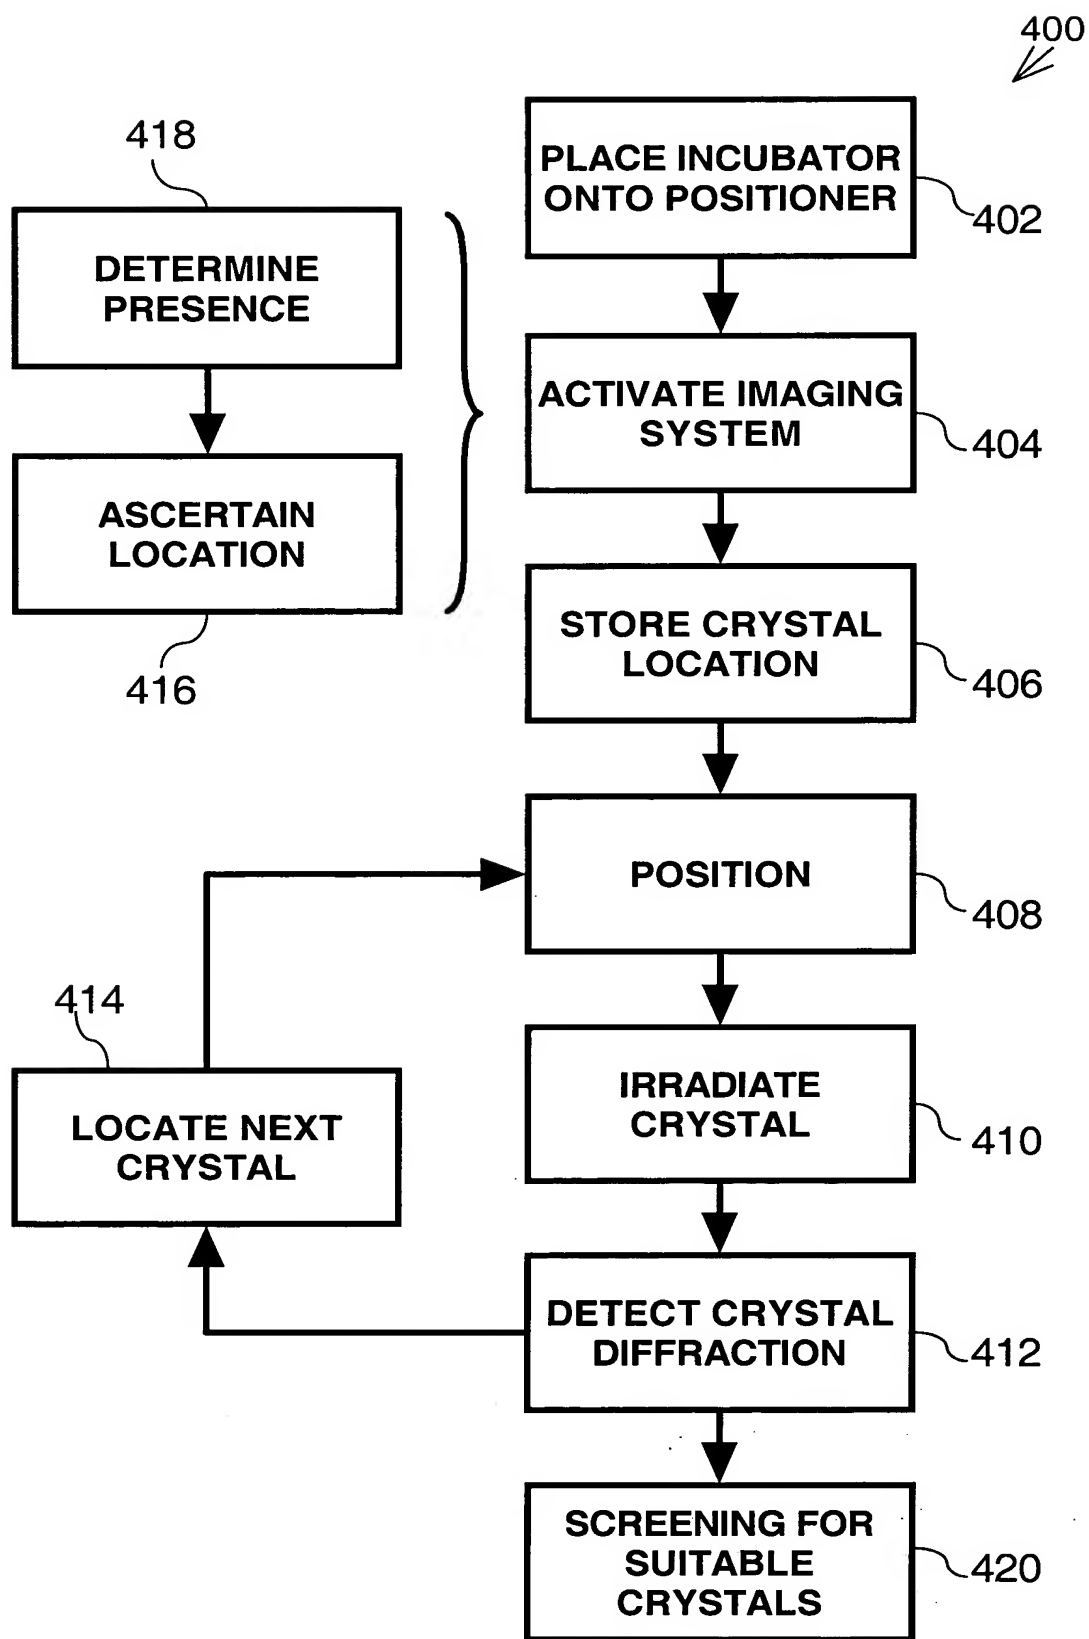 400
418
PLACE INCUBATOR
ONTO POSITIONER
402
DETERMINE
PRESENCE
ACTIVATE IMAGING
SYSTEM
404
ASCERTAIN
LOCATION
416
STORE CRYSTAL
LOCATION
406
POSITION
408
414
LOCATE NEXT
CRYSTAL
IRRADIATE
CRYSTAL
410
DETECT CRYSTAL
DIFFRACTION
412
SCREENING FOR
SUITABLE
CRYSTALS
420